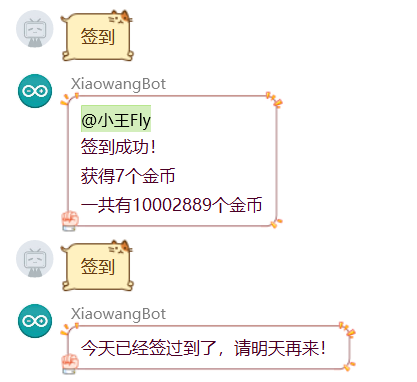 签到
XiaowangBot
@小王Fly
签到成功！
获得7个金币
一共有10002889个金币
签到
XiaowangBot
今天已经签过到了，请明天再来！